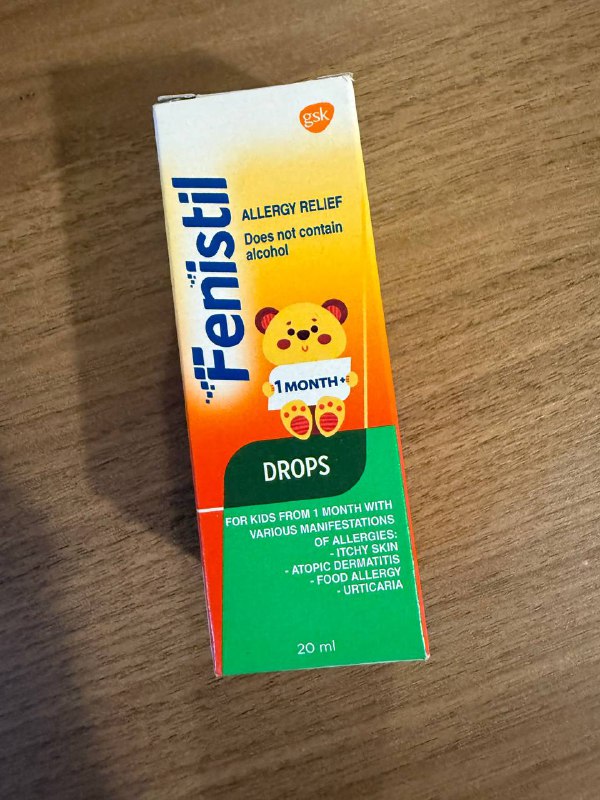 gsk
Fenistil
ALLERGY RELIEF
Does not contain
alcohol
1 MONTH+
DROPS
FOR KIDS FROM 1 MONTH WITH
VARIOUS MANIFESTATIONS
OF ALLERGIES:
- ITCHY SKIN
- ATOPIC DERMATITIS
- FOOD ALLERGY
- URTICARIA
20 ml